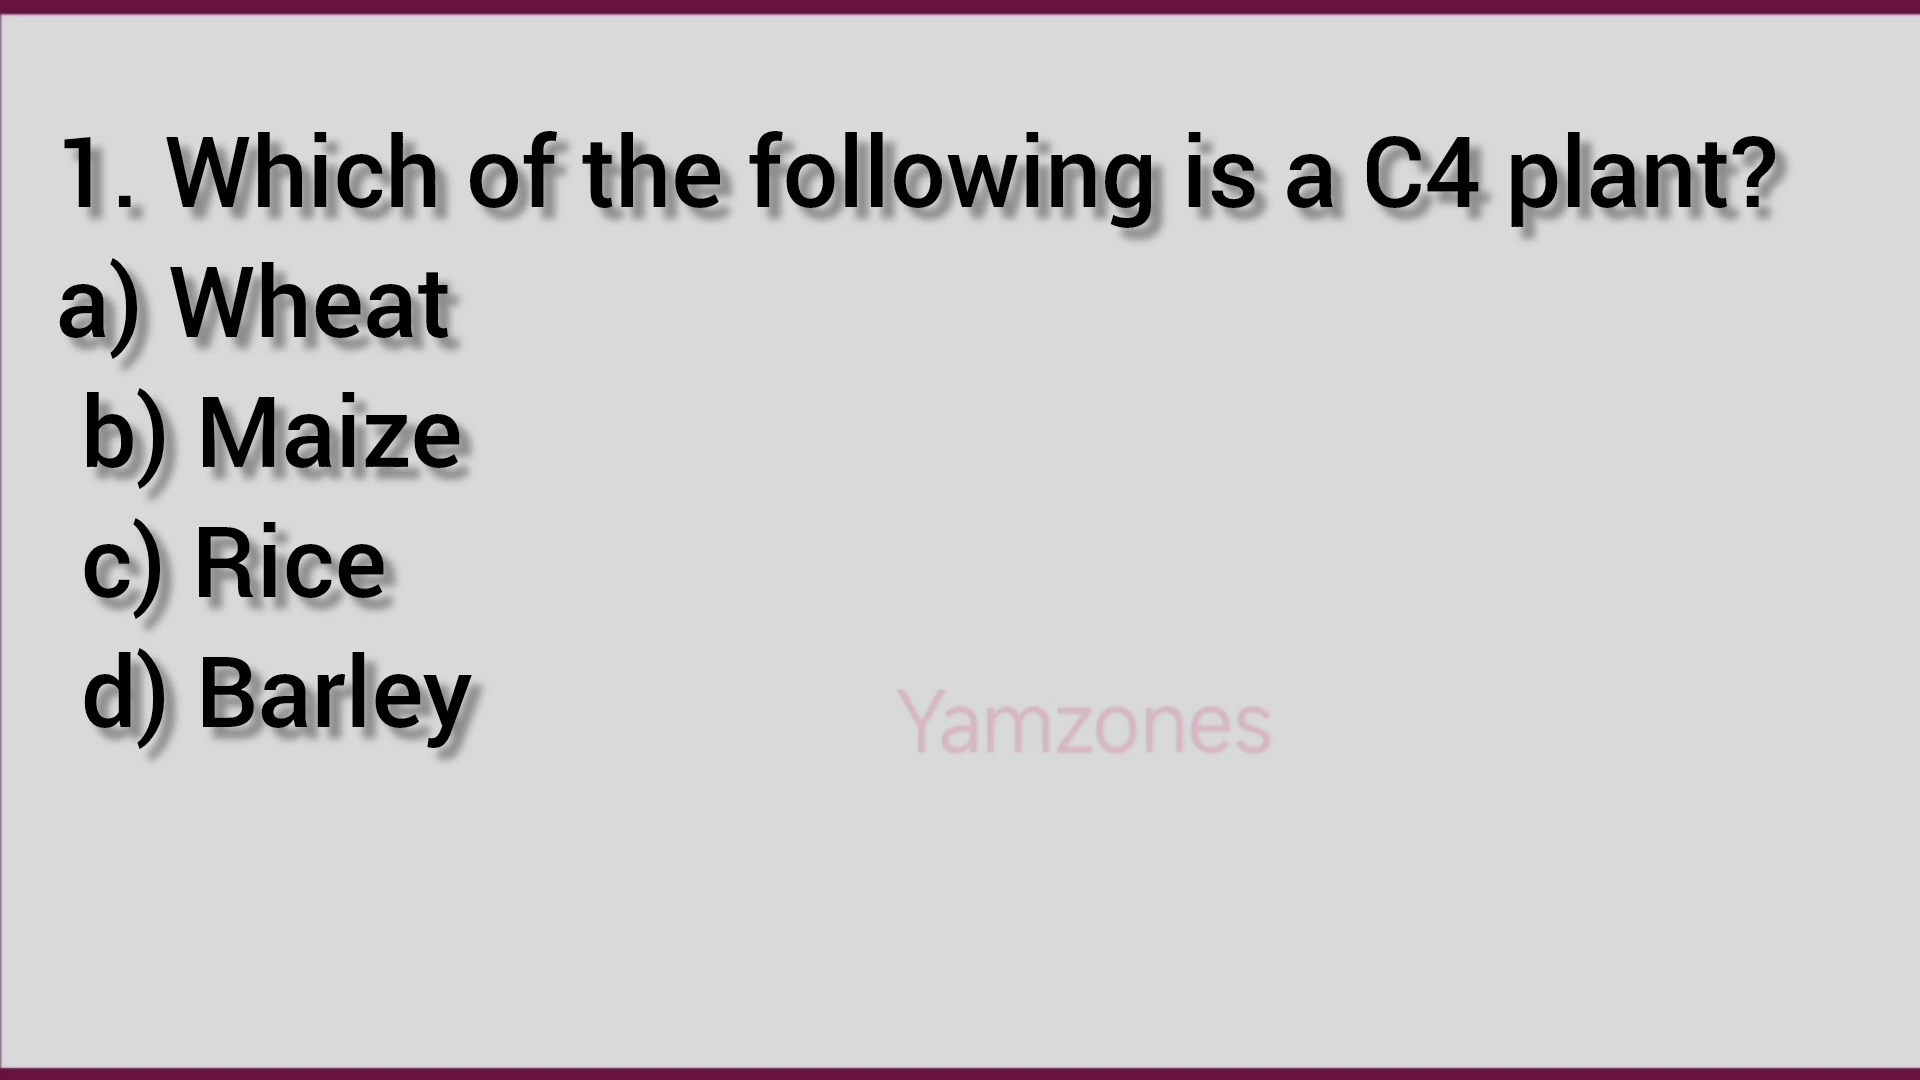 1. Which of the following is a C4 plant?
a) Wheat
b) Maize
c) Rice
d) Barley
Yamzones